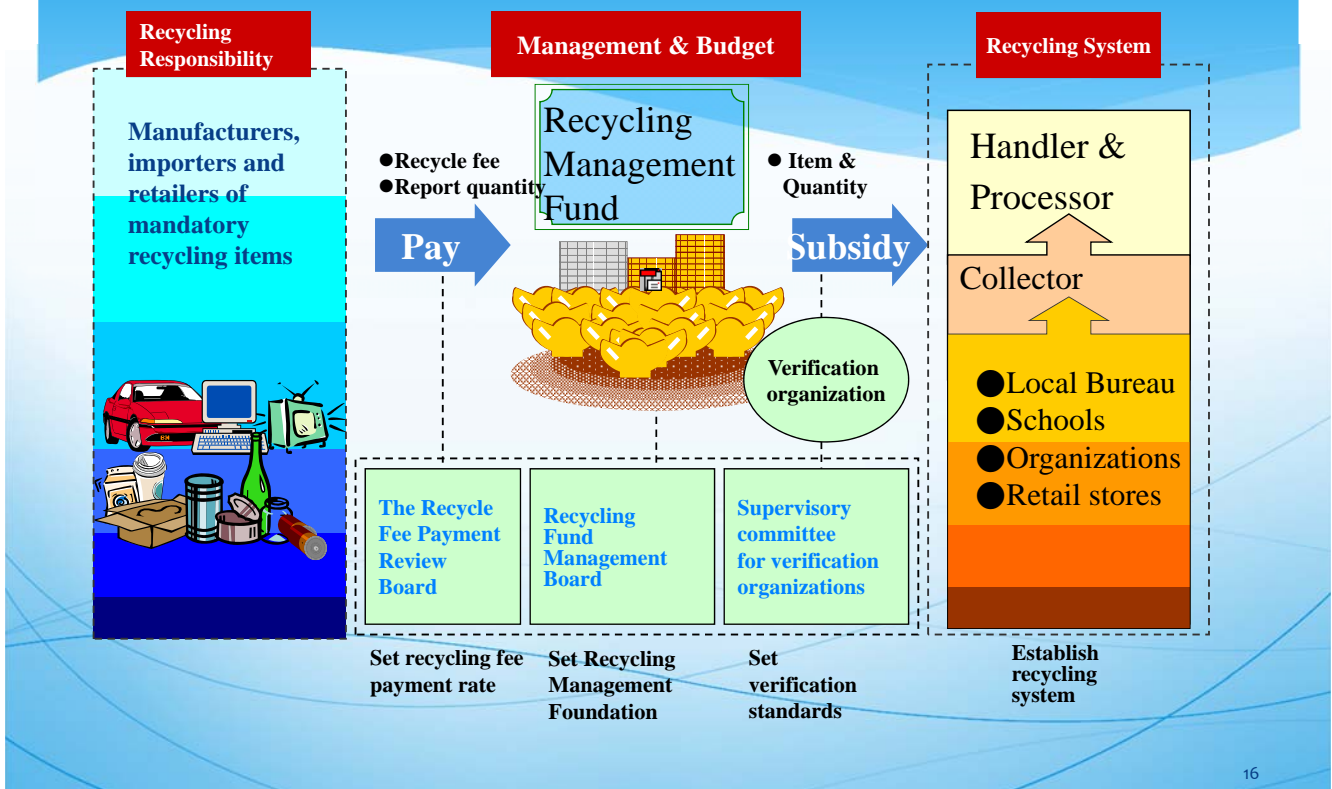 Recycling
Responsibility
Management & Budget
Recycling System
Manufacturers,
importers and
retailers of
mandatory
recycling items
●Recycle fee
●Report quantity
Pay
Recycling
Management
Fund
● Item &
Quantity
Subsidy
Verification
organization
Handler &
Processor
Collector
●Local Bureau
●Schools
●Organizations
●Retail stores
The Recycle
Fee Payment
Review
Board
Recycling
Fund
Management
Board
Supervisory
committee
for verification
organizations
Set recycling fee
payment rate
Set Recycling
Management
Foundation
Set
verification
standards
Establish
recycling
system
16